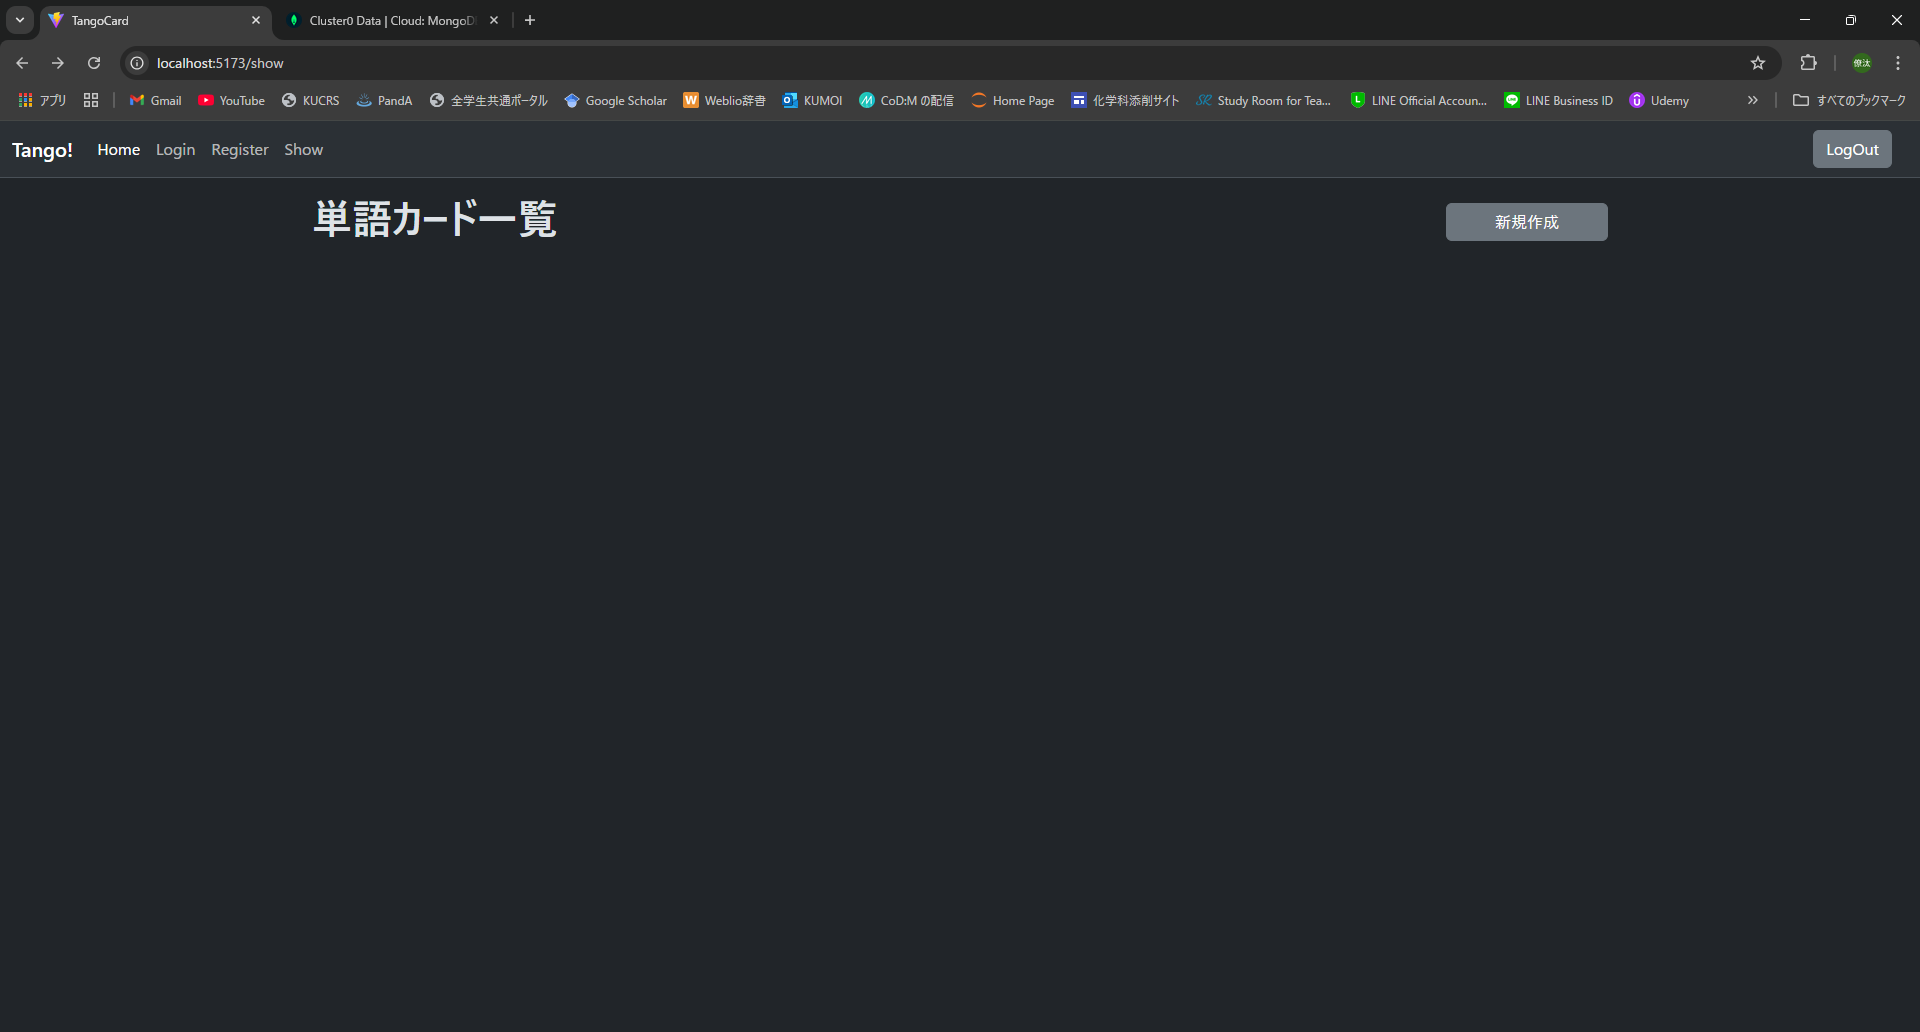 TangoCard
Cluster0 Data | Cloud: MongoD
localhost:5173/show
アプリ Gmail YouTube KUCRS PandA 全学生共通ポータル Google Scholar Weblio辞書 KUMOI CoD:M の配信 Home Page 化学科添削サイト Study Room for Tea... LINE Official Accoun... LINE Business ID Udemy すべてのブックマーク
Tango! Home Login Register Show LogOut
単語カード一覧 新規作成